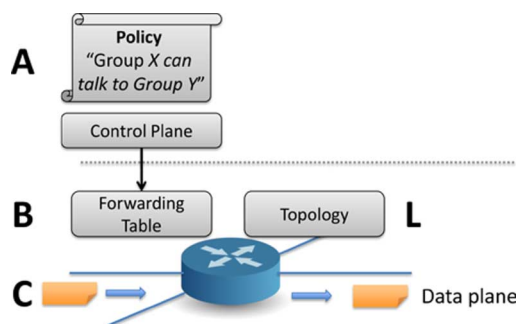 Policy
“Group X can
talk to Group Y”
A
Control Plane
B
Forwarding
Table
Topology
L
C
Data plane